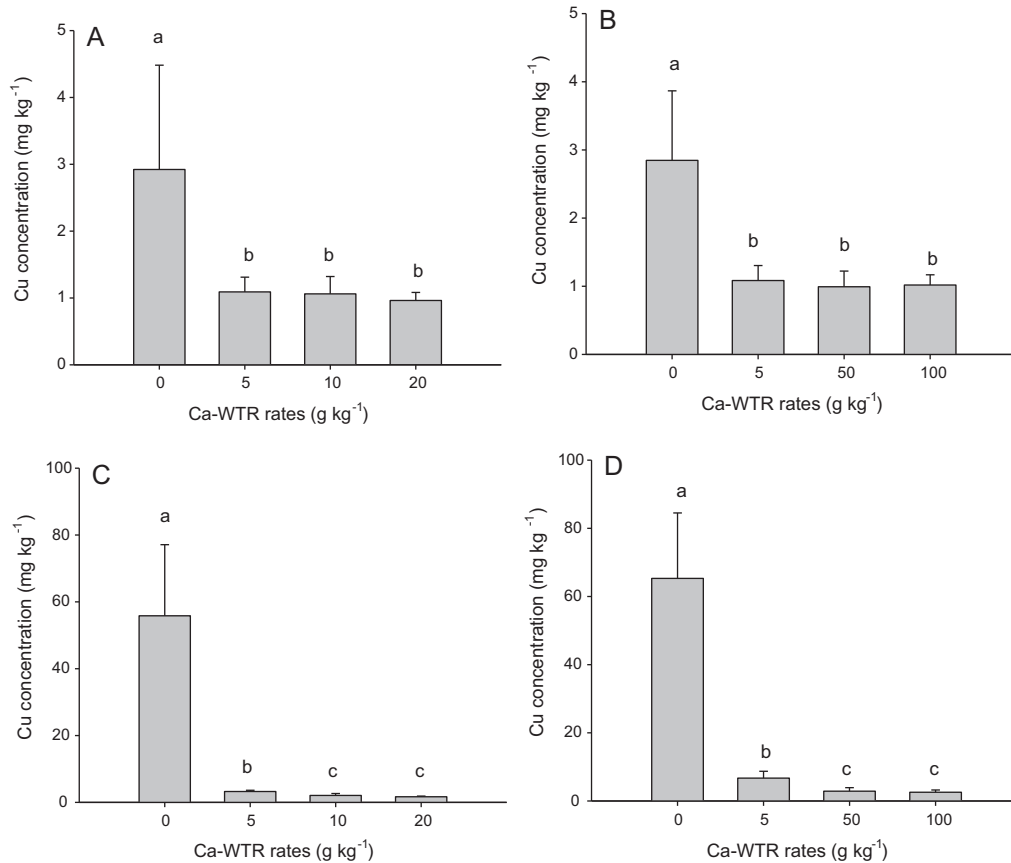 A
Cu concentration (mg kg⁻¹)
5
4
3
2
1
0
a
b
b
b
0 5 10 20
Ca-WTR rates (g kg⁻¹)
B
Cu concentration (mg kg⁻¹)
5
4
3
2
1
0
a
b
b
b
0 5 50 100
Ca-WTR rates (g kg⁻¹)
C
Cu concentration (mg kg⁻¹)
100
80
60
40
20
0
a
b
c
c
0 5 10 20
Ca-WTR rates (g kg⁻¹)
D
Cu concentration (mg kg⁻¹)
100
80
60
40
20
0
a
b
c
c
0 5 50 100
Ca-WTR rates (g kg⁻¹)